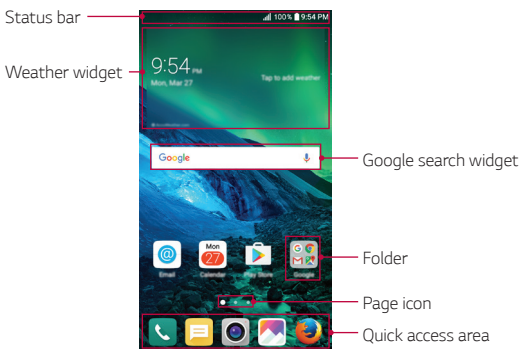 Status bar
100% 9:54 PM
Weather widget
9:54 PM
Mon, Mar 27
Tap to add weather
Google
Google search widget
Email
Mon
27
Calendar
Play Store
G
Google
Folder
Page icon
Quick access area